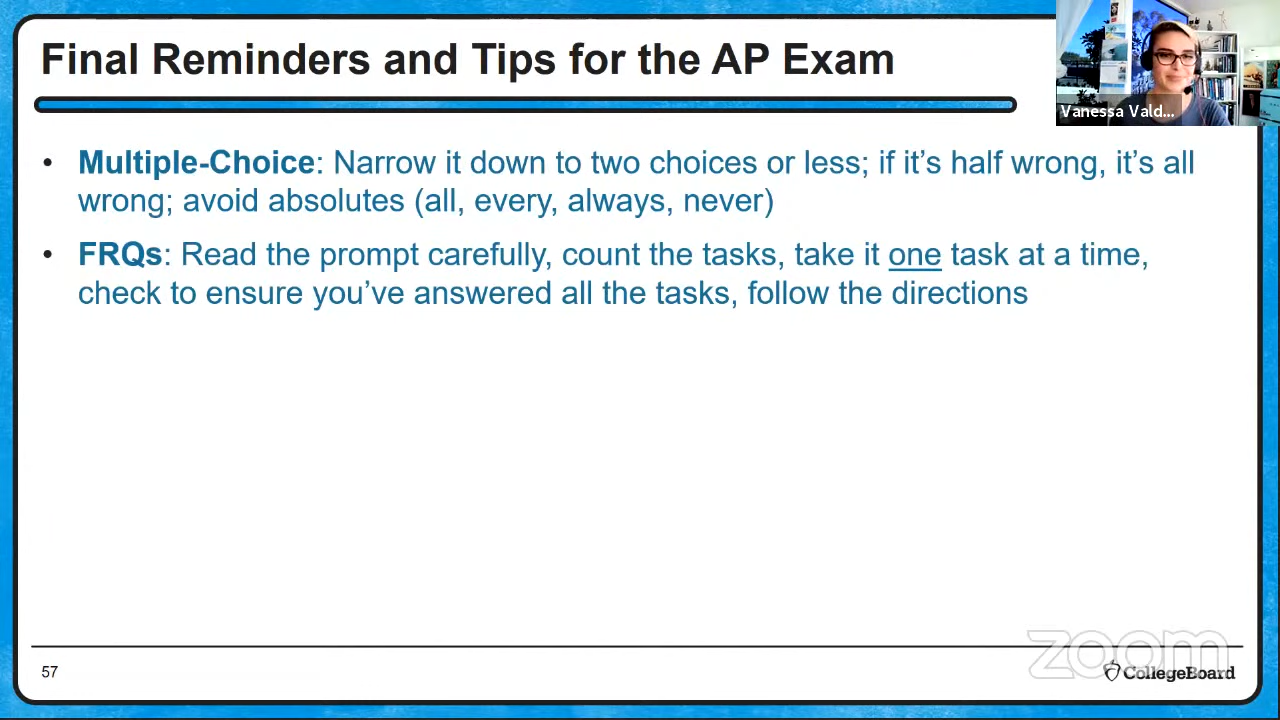 Final Reminders and Tips for the AP Exam
Vanessa Vald...
• Multiple-Choice: Narrow it down to two choices or less; if it’s half wrong, it’s all
wrong; avoid absolutes (all, every, always, never)
• FRQs: Read the prompt carefully, count the tasks, take it one task at a time,
check to ensure you’ve answered all the tasks, follow the directions
zoom
57
CollegeBoard